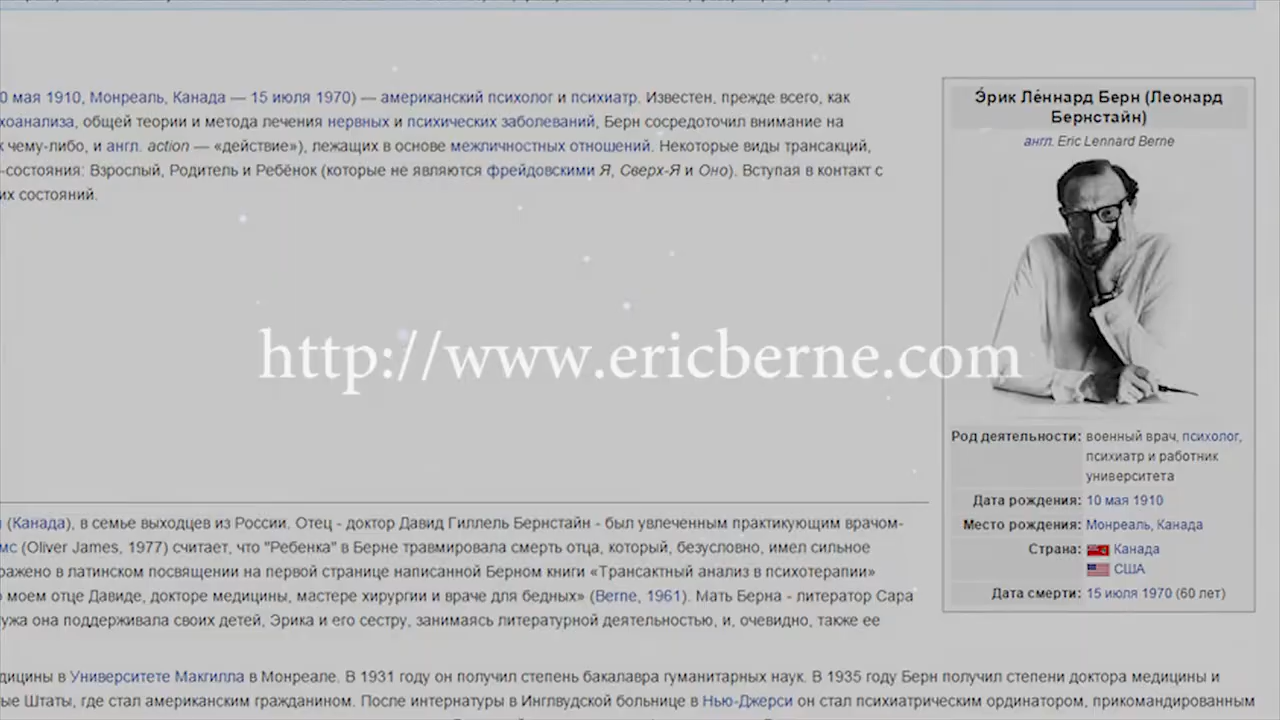 0 мая 1910, Монреаль, Канада — 15 июля 1970) — американский психолог и психиатр. Известен, прежде всего, как
хоанализа, общей теории и метода лечения нервных и психических заболеваний, Берн сосредоточил внимание на
к чему-либо, и англ. action — «действие»), лежащих в основе межличностных отношений. Некоторые виды трансакций,
-состояния: Взрослый, Родитель и Ребёнок (которые не являются фрейдовскими Я, Сверх-Я и Оно). Вступая в контакт с
их состояний.
Э́рик Ле́ннард Берн (Леонард
Бернстайн)
англ. Eric Lennard Berne
http://www.ericberne.com
Род деятельности: военный врач, психолог,
психиатр и работник
университета
Дата рождения: 10 мая 1910
Место рождения: Монреаль, Канада
Страна: Канада
США
Дата смерти: 15 июля 1970 (60 лет)
(Канада), в семье выходцев из России. Отец - доктор Давид Гиллель Бернстайн - был увлеченным практикующим врачом-
мс (Oliver James, 1977) считает, что "Ребенка" в Берне травмировала смерть отца, который, безусловно, имел сильное
ражено в латинском посвящении на первой странице написанной Берном книги «Трансактный анализ в психотерапии»
о моем отце Давиде, докторе медицины, мастере хирургии и враче для бедных» (Berne, 1961). Мать Берна - литератор Сара
ужа она поддерживала своих детей, Эрика и его сестру, занимаясь литературной деятельностью, и, очевидно, также ее
дицины в Университете Макгилла в Монреале. В 1931 году он получил степень бакалавра гуманитарных наук. В 1935 году Берн получил степени доктора медицины и
ые Штаты, где стал американским гражданином. После интернатуры в Инглвудской больнице в Нью-Джерси он стал психиатрическим ординатором, прикомандированным